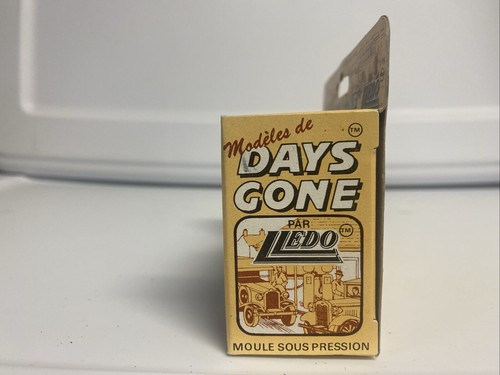 Modèles de
TM
DAYS
GONE
PAR
LLEDO TM
MOULE SOUS PRESSION